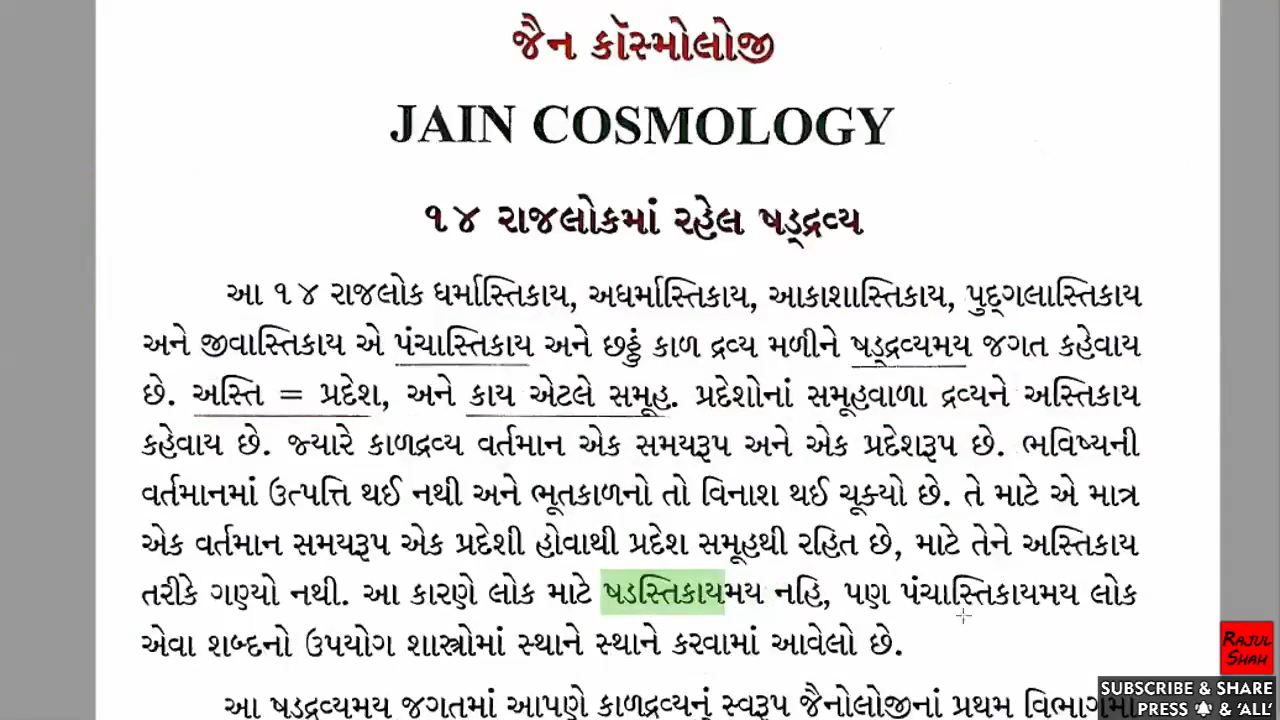 જૈન કૉસ્મોલોજી
JAIN COSMOLOGY
૧૪ રાજલોકમાં રહેલ ષડ્દ્રવ્ય
આ ૧૪ રાજલોક ધર્માસ્તિકાય, અધર્માસ્તિકાય, આકાશાસ્તિકાય, પુદ્ગલાસ્તિકાય
અને જીવાસ્તિકાય એ પંચાસ્તિકાય અને છઠ્ઠું કાળ દ્રવ્ય મળીને ષડ્દ્રવ્યમય જગત કહેવાય
છે. અસ્તિ = પ્રદેશ, અને કાય એટલે સમૂહ. પ્રદેશોનાં સમૂહવાળા દ્રવ્યને અસ્તિકાય
કહેવાય છે. જ્યારે કાળદ્રવ્ય વર્તમાન એક સમયરૂપ અને એક પ્રદેશરૂપ છે. ભવિષ્યની
વર્તમાનમાં ઉત્પત્તિ થઈ નથી અને ભૂતકાળનો તો વિનાશ થઈ ચૂક્યો છે. તે માટે એ માત્ર
એક વર્તમાન સમયરૂપ એક પ્રદેશી હોવાથી પ્રદેશ સમૂહથી રહિત છે, માટે તેને અસ્તિકાય
તરીકે ગણ્યો નથી. આ કારણે લોક માટે ષડસ્તિકાયમય નહિ, પણ પંચાસ્તિકાયમય લોક
એવા શબ્દનો ઉપયોગ શાસ્ત્રોમાં સ્થાને સ્થાને કરવામાં આવેલો છે.
આ ષડદ્રવ્યમય જગતમાં આપણે કાળદ્રવ્યનું સ્વરૂપ જૈનોલોજીનાં પ્રથમ વિભાગમાં
RAJUL
SHAH
SUBSCRIBE & SHARE
PRESS & 'ALL'